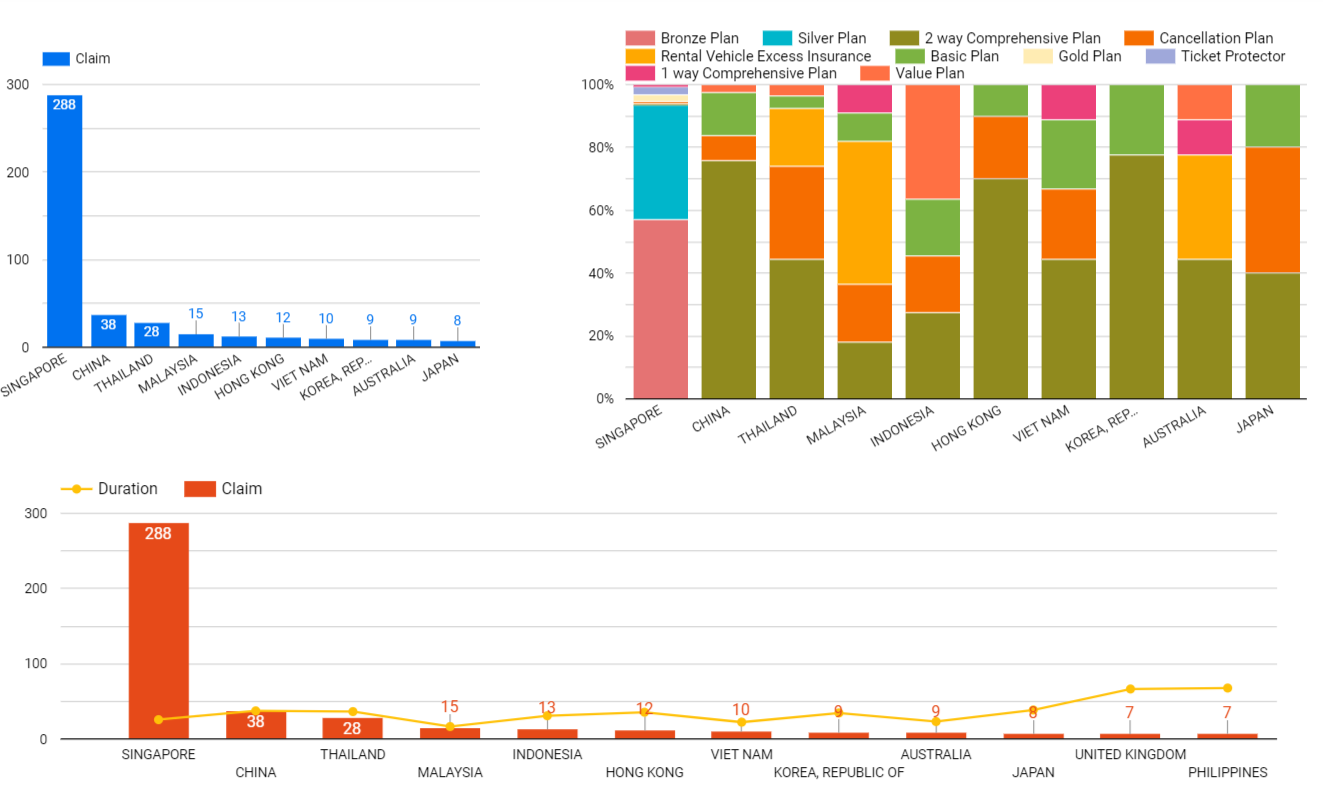 Claim
300
200
100
0
288
38
28
15
13
12
10
9
9
8
SINGAPORE
CHINA
THAILAND
MALAYSIA
INDONESIA
HONG KONG
VIET NAM
KOREA, REP...
AUSTRALIA
JAPAN
Bronze Plan Silver Plan 2 way Comprehensive Plan Cancellation Plan
Rental Vehicle Excess Insurance Basic Plan Gold Plan Ticket Protector
1 way Comprehensive Plan Value Plan
100%
80%
60%
40%
20%
0%
SINGAPORE
CHINA
THAILAND
MALAYSIA
INDONESIA
HONG KONG
VIET NAM
KOREA, REP...
AUSTRALIA
JAPAN
Duration Claim
300
200
100
0
288
38
28
15
13
12
10
9
9
8
7
7
SINGAPORE
CHINA
THAILAND
MALAYSIA
INDONESIA
HONG KONG
VIET NAM
KOREA, REPUBLIC OF
AUSTRALIA
JAPAN
UNITED KINGDOM
PHILIPPINES